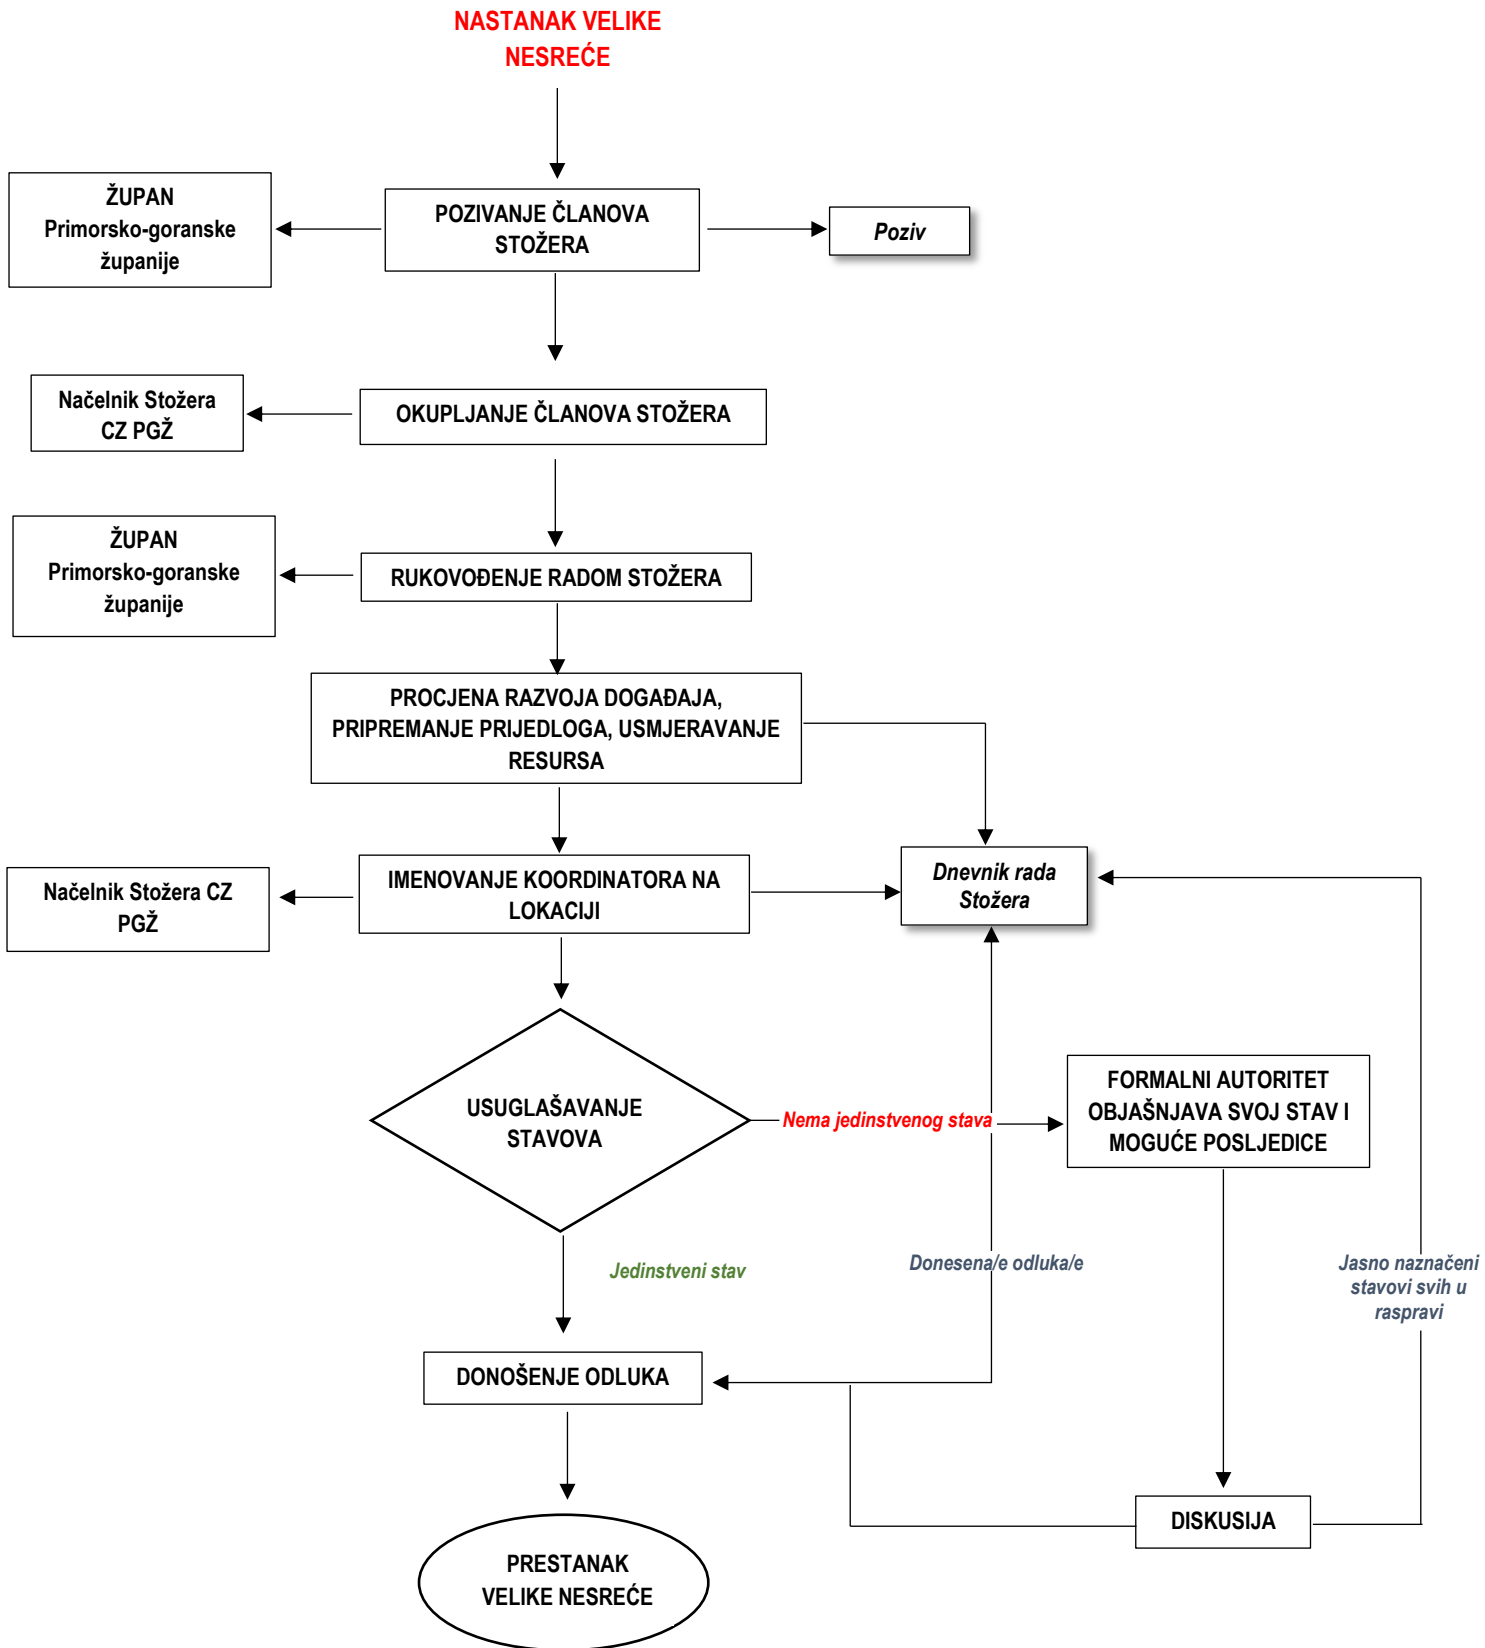 NASTANAK VELIKE
NESREĆE
ŽUPAN
Primorsko-goranske
županije
POZIVANJE ČLANOVA
STOŽERA
Poziv
Načelnik Stožera
CZ PGŽ
OKUPLJANJE ČLANOVA STOŽERA
ŽUPAN
Primorsko-goranske
županije
RUKOVOĐENJE RADOM STOŽERA
PROCJENA RAZVOJA DOGAĐAJA,
PRIPREMANJE PRIJEDLOGA, USMJERAVANJE
RESURSA
Načelnik Stožera CZ
PGŽ
IMENOVANJE KOORDINATORA NA
LOKACIJI
Dnevnik rada
Stožera
USUGLAŠAVANJE
STAVOVA
Nema jedinstvenog stava
FORMALNI AUTORITET
OBJAŠNJAVA SVOJ STAV I
MOGUĆE POSLJEDICE
Jedinstveni stav
Donesena/e odluka/e
Jasno naznačeni
stavovi svih u
raspravi
DONOŠENJE ODLUKA
DISKUSIJA
PRESTANAK
VELIKE NESREĆE